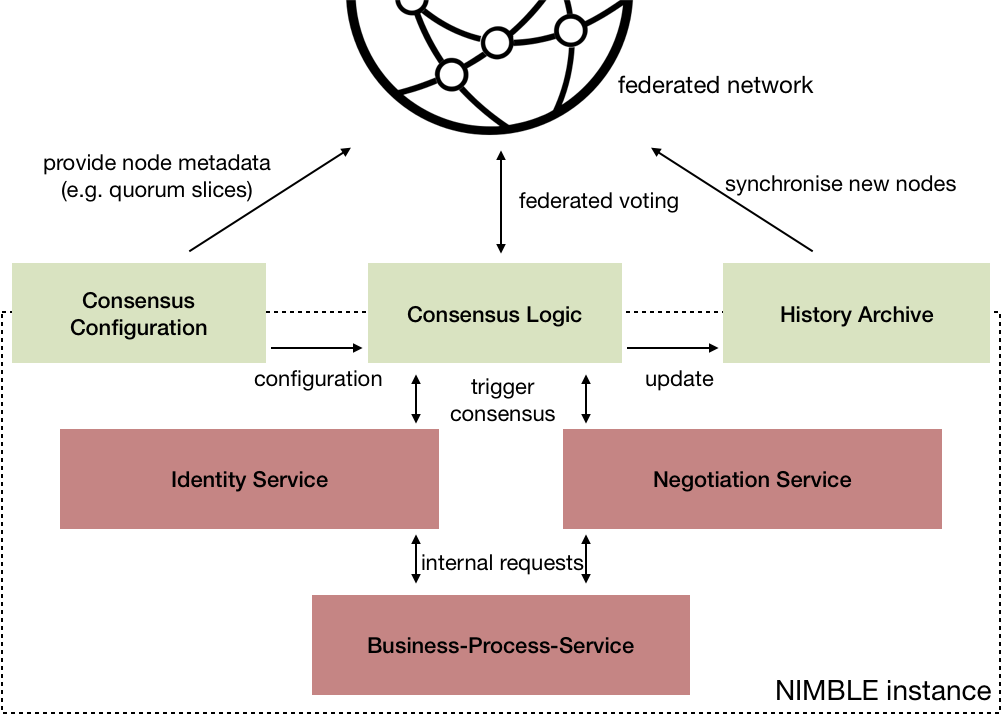 federated network
provide node metadata
(e.g. quorum slices)
federated voting
synchronise new nodes
Consensus
Configuration
Consensus Logic
History Archive
configuration
trigger
consensus
update
Identity Service
Negotiation Service
internal requests
Business-Process-Service
NIMBLE instance